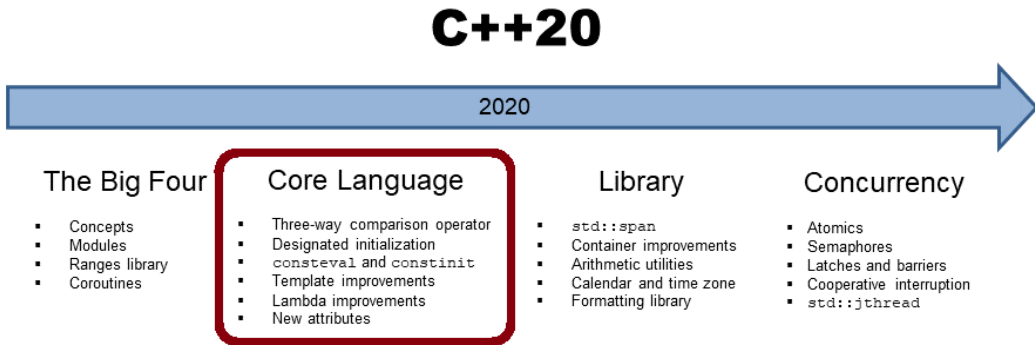 C++20
2020
The Big Four
▪ Concepts
▪ Modules
▪ Ranges library
▪ Coroutines
Core Language
▪ Three-way comparison operator
▪ Designated initialization
▪ consteval and constinit
▪ Template improvements
▪ Lambda improvements
▪ New attributes
Library
▪ std::span
▪ Container improvements
▪ Arithmetic utilities
▪ Calendar and time zone
▪ Formatting library
Concurrency
▪ Atomics
▪ Semaphores
▪ Latches and barriers
▪ Cooperative interruption
▪ std::jthread